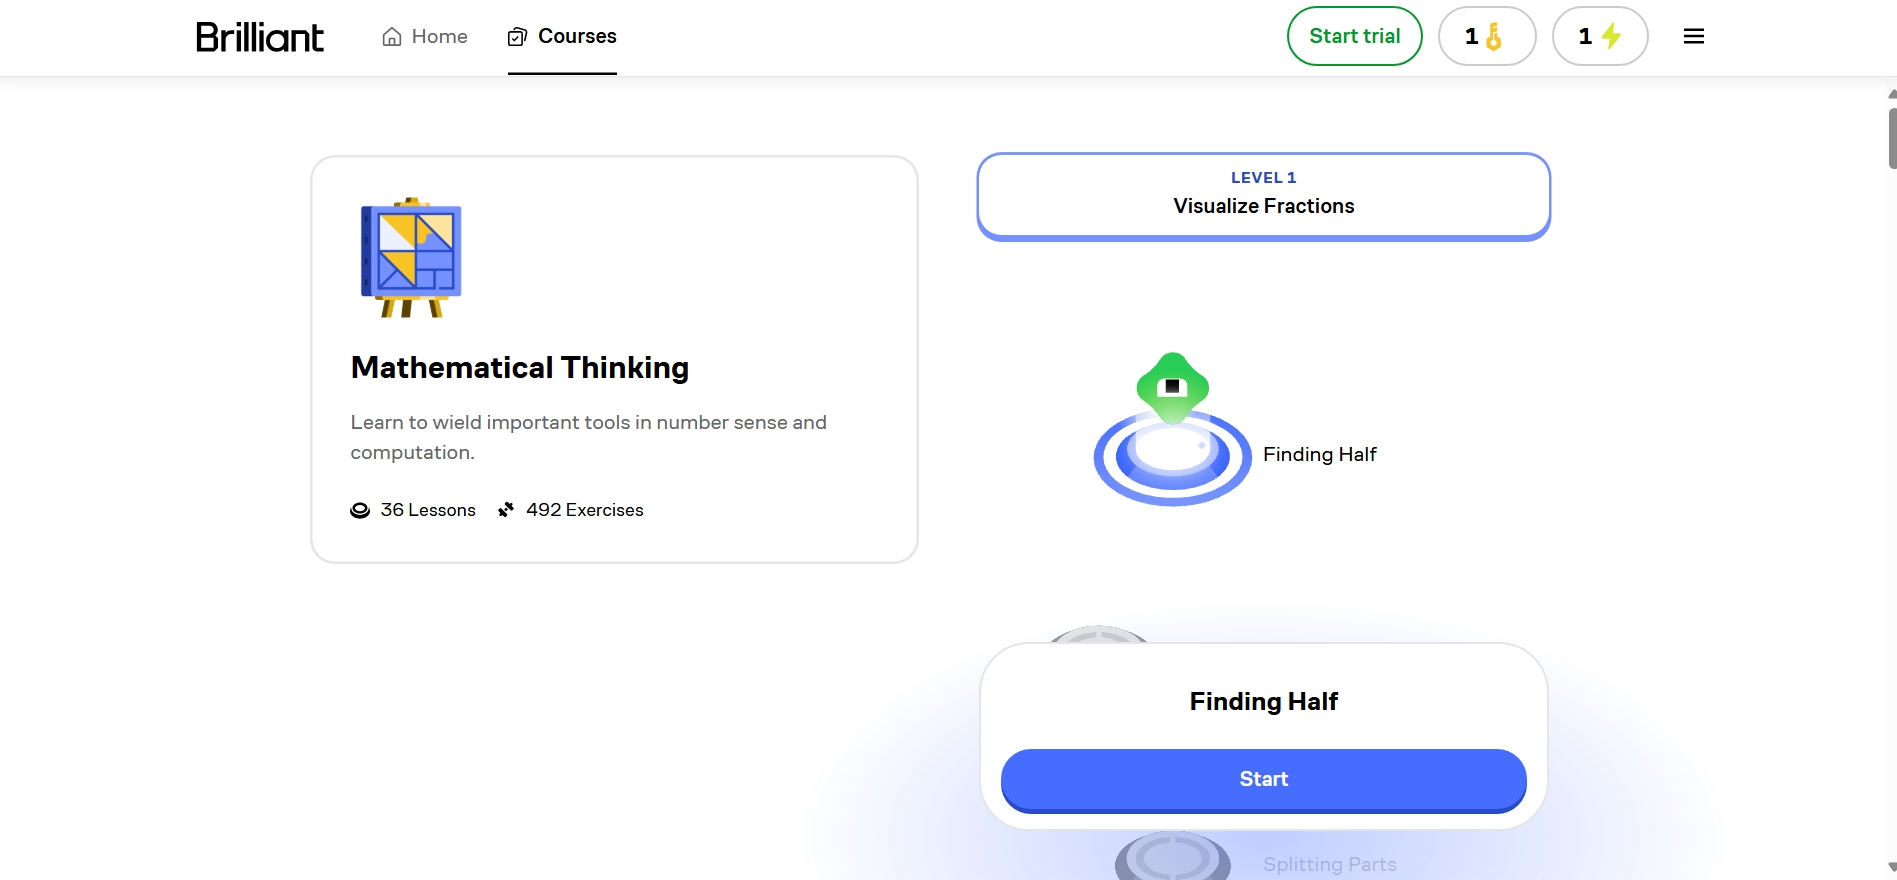 Brilliant
Home
Courses
Start trial
1
1
LEVEL 1
Visualize Fractions
Mathematical Thinking
Learn to wield important tools in number sense and
computation.
36 Lessons
492 Exercises
Finding Half
Finding Half
Start
Splitting Parts